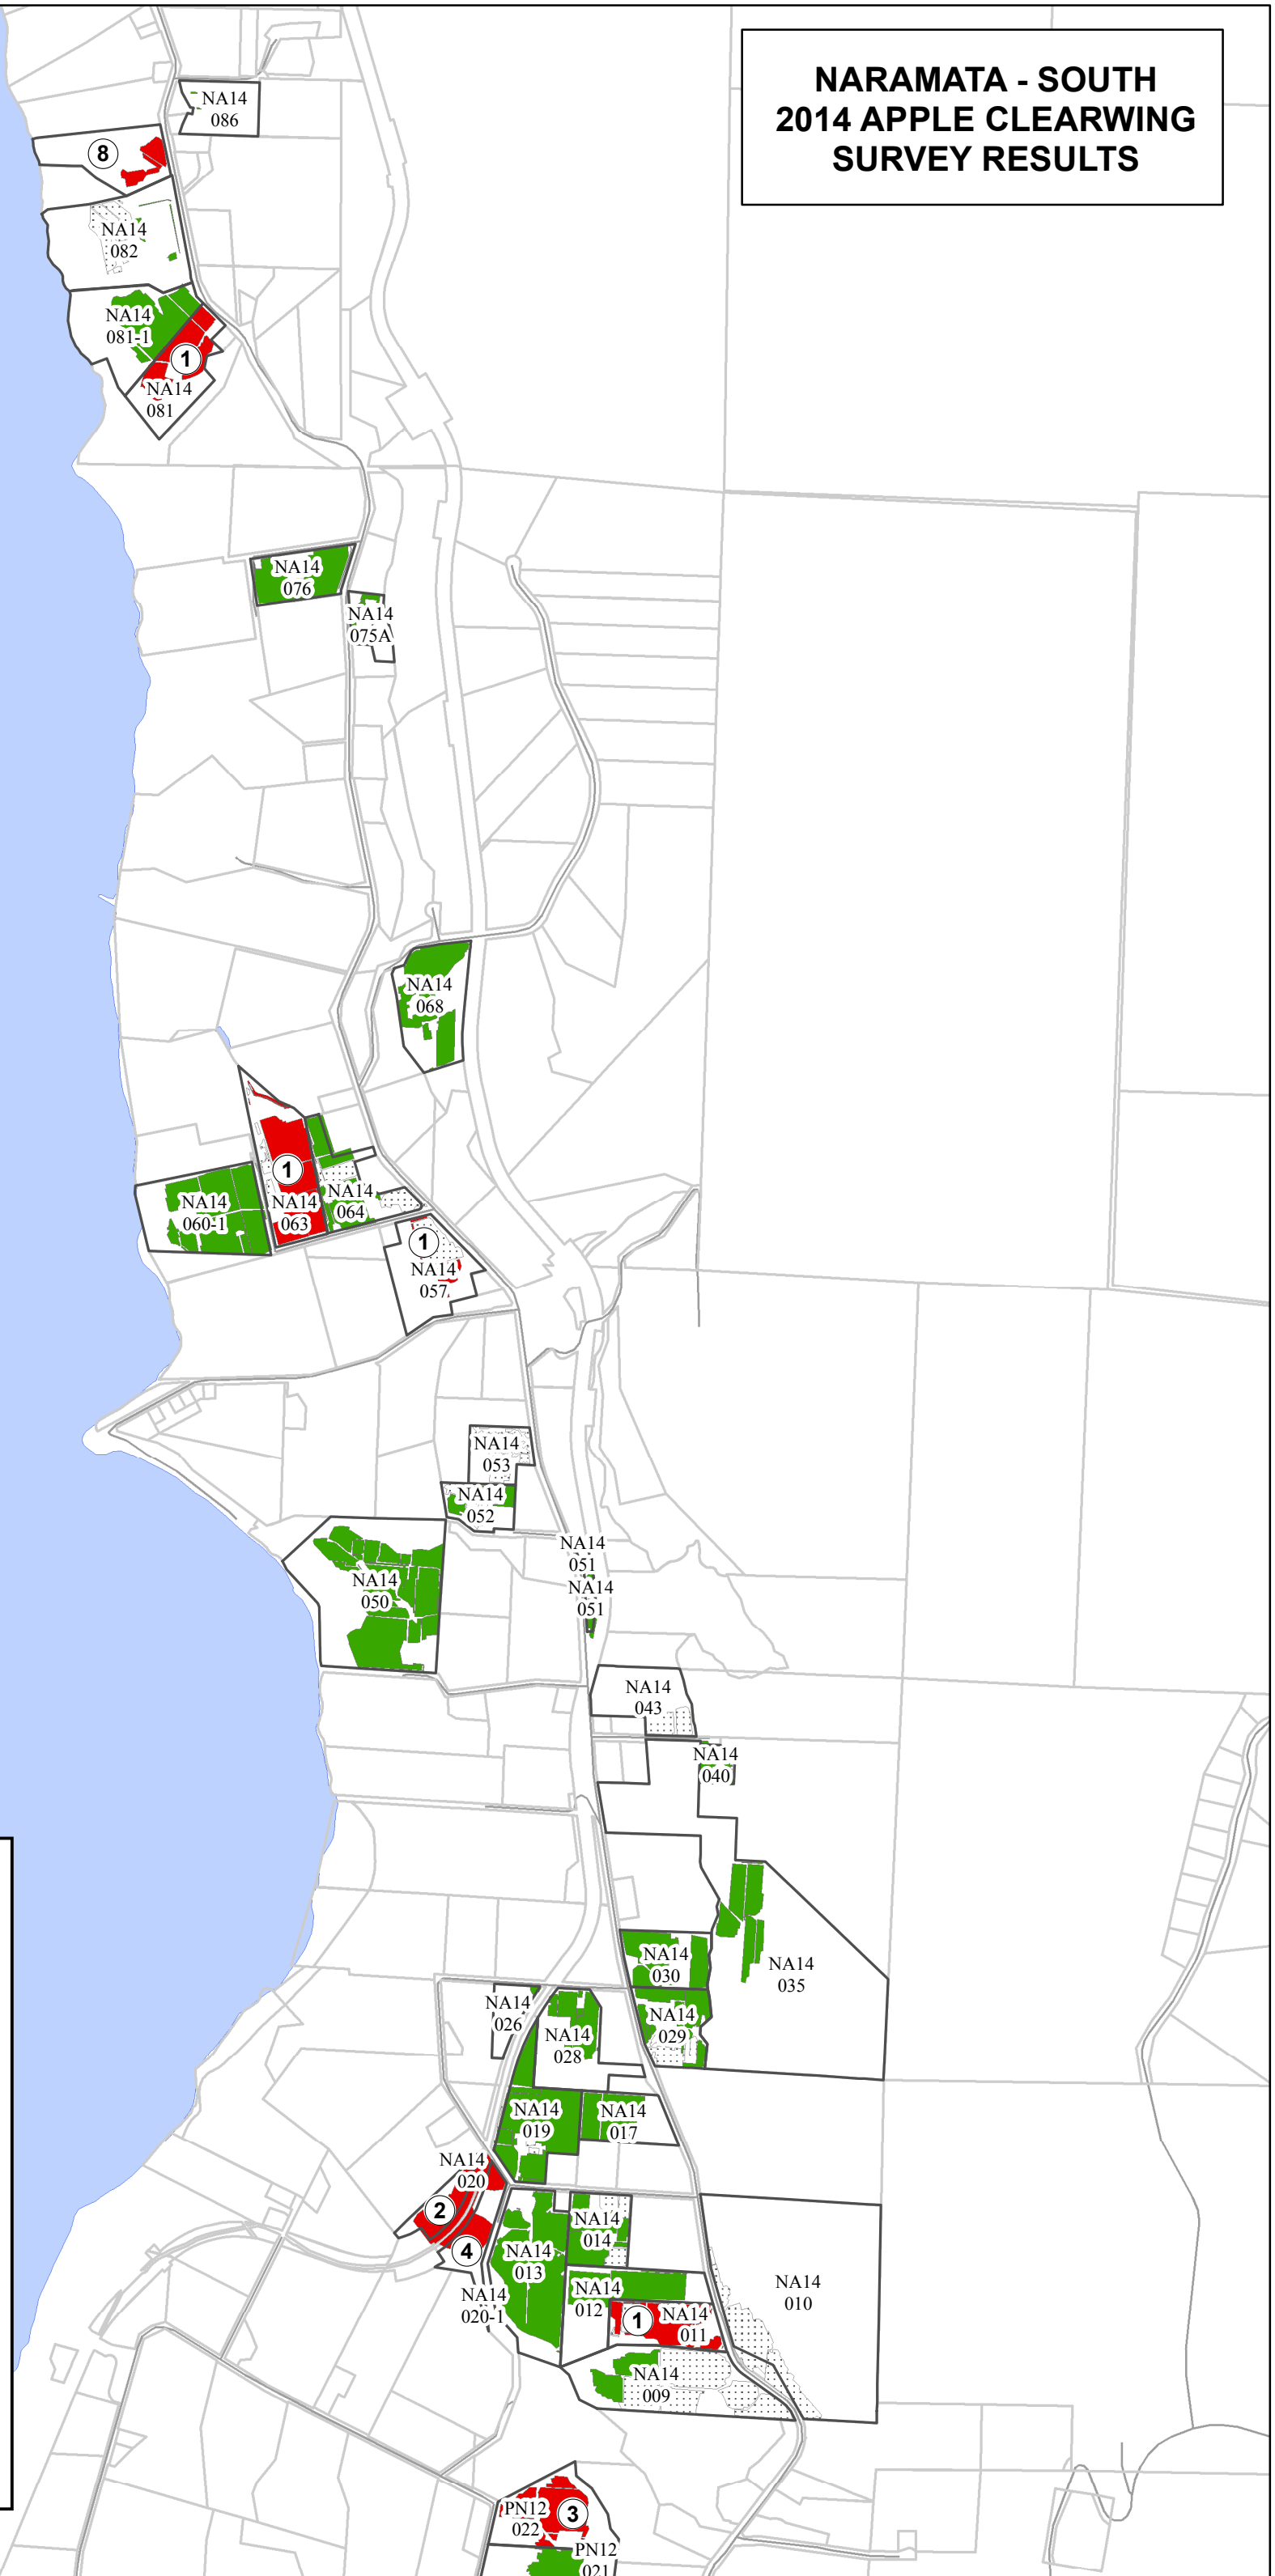 NARAMATA - SOUTH
2014 APPLE CLEARWING
SURVEY RESULTS
NA14
086
8
NA14
082
NA14
081-1
1
NA14
081
NA14
076
NA14
075A
NA14
068
1
NA14
063
NA14
064
NA14
060-1
1
NA14
057
NA14
053
NA14
052
NA14
051
NA14
051
NA14
050
NA14
043
NA14
040
NA14
035
NA14
030
NA14
029
NA14
026
NA14
028
NA14
019
NA14
017
NA14
020
2
4
NA14
020-1
NA14
013
NA14
014
NA14
012
1
NA14
011
NA14
010
NA14
009
PN12
022
3
PN12
021